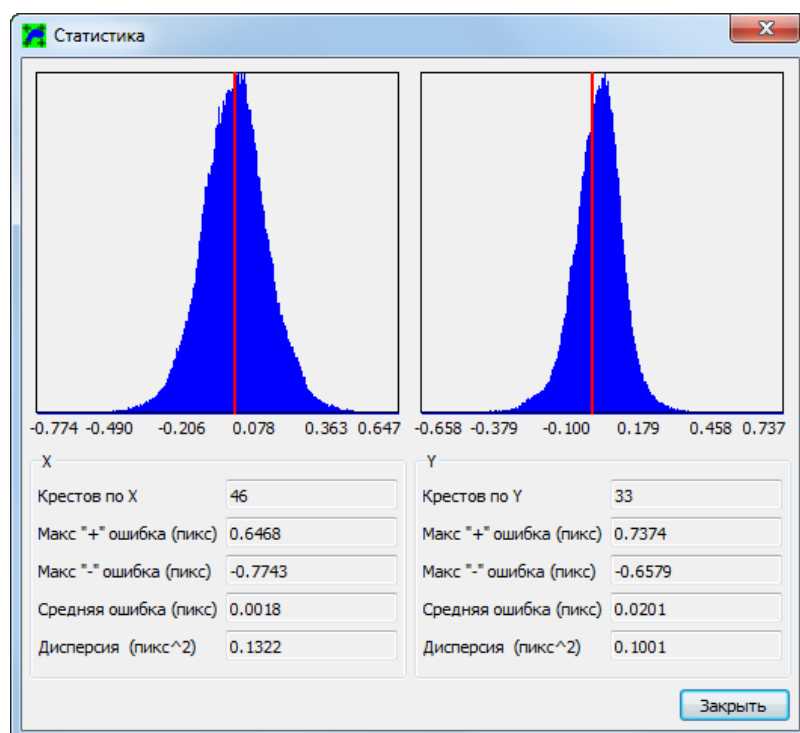 Статистика
-0.774 -0.490 -0.206 0.078 0.363 0.647
-0.658 -0.379 -0.100 0.179 0.458 0.737
X
Крестов по X 46
Макс "+" ошибка (пикс) 0.6468
Макс "-" ошибка (пикс) -0.7743
Средняя ошибка (пикс) 0.0018
Дисперсия (пикс^2) 0.1322
Y
Крестов по Y 33
Макс "+" ошибка (пикс) 0.7374
Макс "-" ошибка (пикс) -0.6579
Средняя ошибка (пикс) 0.0201
Дисперсия (пикс^2) 0.1001
Закрыть